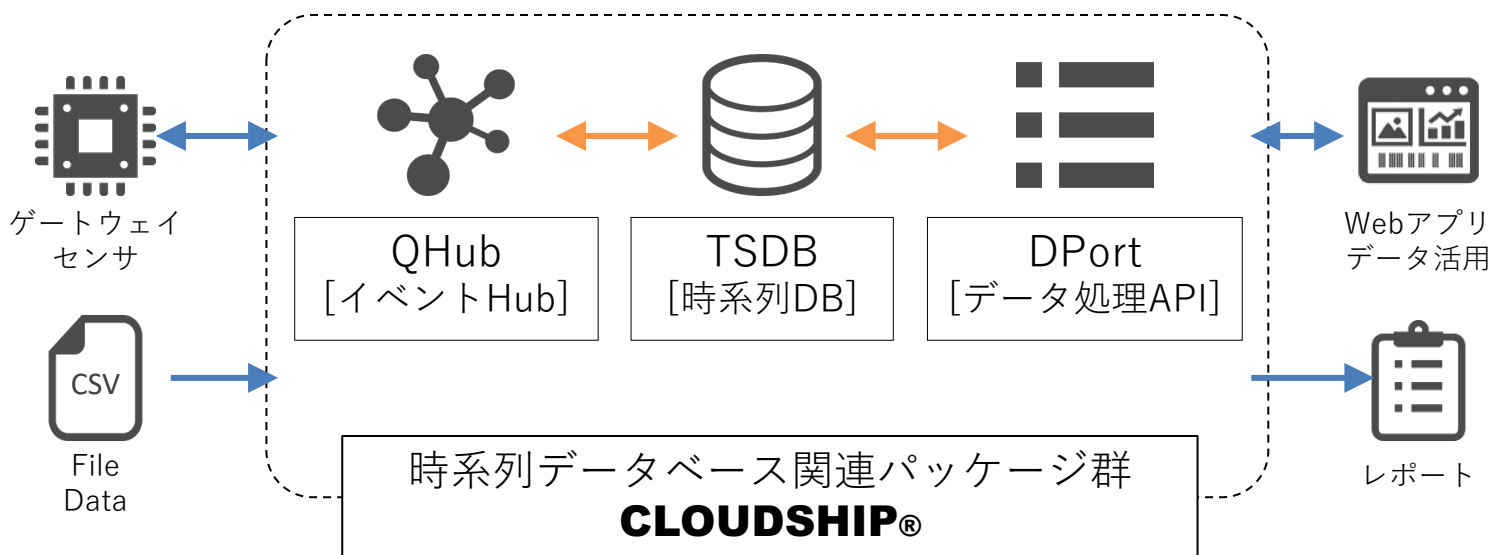 ゲートウェイ
センサ
CSV
File
Data
QHub
[イベントHub]
TSDB
[時系列DB]
DPort
[データ処理API]
Webアプリ
データ活用
レポート
時系列データベース関連パッケージ群
CLOUDSHIP®